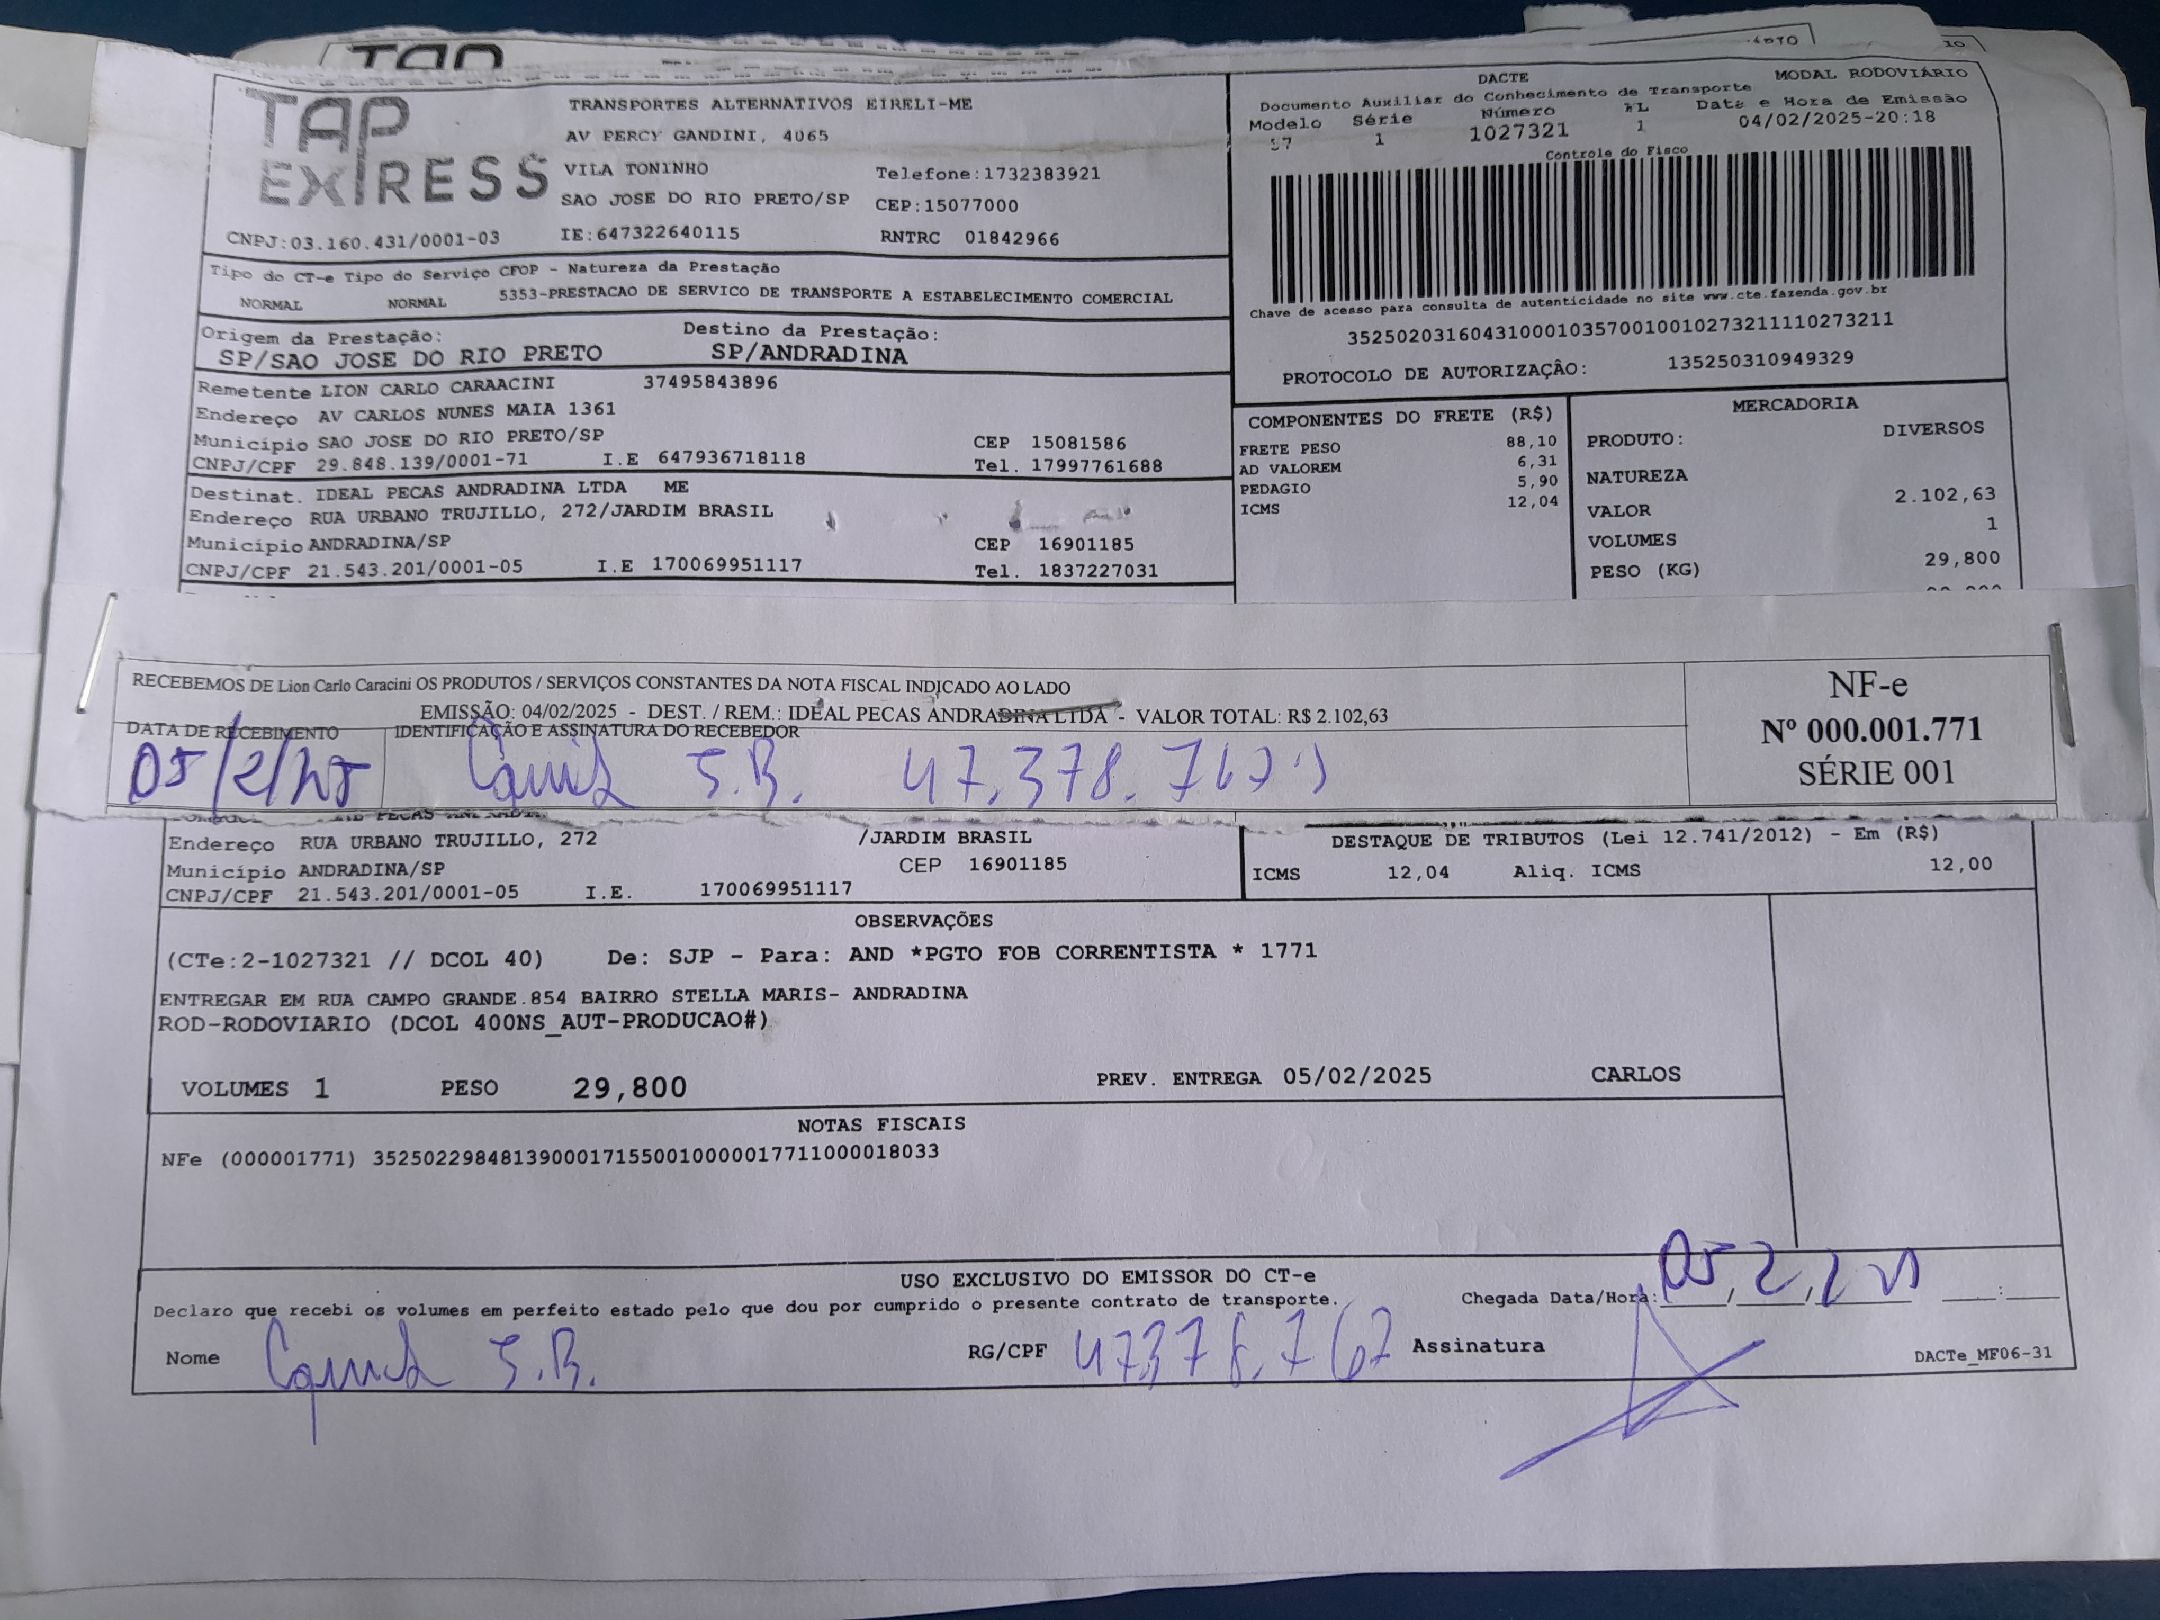 TAP EXPRESS
TRANSPORTES ALTERNATIVOS EIRELI-ME
AV PERCY GANDINI, 4065
VILA TONINHO Telefone:1732383921
SAO JOSE DO RIO PRETO/SP CEP:15077000
CNPJ:03.160.431/0001-03 IE:647322640115 RNTRC 01842966
DACTE MODAL RODOVIÁRIO
Documento Auxiliar do Conhecimento de Transporte
Modelo Série Número FL Data e Hora de Emissão
57 1 1027321 1 04/02/2025-20:18
Controle do Fisco
Chave de acesso para consulta de autenticidade no site www.cte.fazenda.gov.br
35250203160431000103570010010273211110273211
PROTOCOLO DE AUTORIZAÇÂO: 135250310949329
Tipo do CT-e Tipo do Serviço CFOP - Natureza da Prestação
NORMAL NORMAL 5353-PRESTACAO DE SERVICO DE TRANSPORTE A ESTABELECIMENTO COMERCIAL
Origem da Prestação: Destino da Prestação:
SP/SAO JOSE DO RIO PRETO SP/ANDRADINA
Remetente LION CARLO CARAACINI 37495843896
Endereço AV CARLOS NUNES MAIA 1361
Município SAO JOSE DO RIO PRETO/SP CEP 15081586
CNPJ/CPF 29.848.139/0001-71 I.E 647936718118 Tel. 17997761688
Destinat. IDEAL PECAS ANDRADINA LTDA ME
Endereço RUA URBANO TRUJILLO, 272/JARDIM BRASIL
Município ANDRADINA/SP CEP 16901185
CNPJ/CPF 21.543.201/0001-05 I.E 170069951117 Tel. 1837227031
COMPONENTES DO FRETE (R$)
FRETE PESO 88,10
AD VALOREM 6,31
PEDAGIO 5,90
ICMS 12,04
MERCADORIA
PRODUTO: DIVERSOS
NATUREZA
VALOR 2.102,63
VOLUMES 1
PESO (KG) 29,800
RECEBEMOS DE Lion Carlo Caracini OS PRODUTOS / SERVIÇOS CONSTANTES DA NOTA FISCAL INDICADO AO LADO
EMISSÃO: 04/02/2025 - DEST. / REM.: IDEAL PECAS ANDRADINA LTDA - VALOR TOTAL: R$ 2.102,63
DATA DE RECEBIMENTO IDENTIFICAÇÃO E ASSINATURA DO RECEBEDOR
05/2/25 S.B. 47.378.767
NF-e
Nº 000.001.771
SÉRIE 001
PECAS
Endereço RUA URBANO TRUJILLO, 272 /JARDIM BRASIL
Município ANDRADINA/SP CEP 16901185
CNPJ/CPF 21.543.201/0001-05 I.E. 170069951117
DESTAQUE DE TRIBUTOS (Lei 12.741/2012) - Em (R$)
ICMS 12,04 Aliq. ICMS 12,00
OBSERVAÇÕES
(CTe:2-1027321 // DCOL 40) De: SJP - Para: AND *PGTO FOB CORRENTISTA * 1771
ENTREGAR EM RUA CAMPO GRANDE.854 BAIRRO STELLA MARIS- ANDRADINA
ROD-RODOVIARIO (DCOL 400NS_AUT-PRODUCAO#)
VOLUMES 1 PESO 29,800 PREV. ENTREGA 05/02/2025 CARLOS
NOTAS FISCAIS
NFe (000001771) 35250229848139000171550010000017711000018033
USO EXCLUSIVO DO EMISSOR DO CT-e
Declaro que recebi os volumes em perfeito estado pelo que dou por cumprido o presente contrato de transporte. Chegada Data/Hora: 05,2,2
Nome S.B. RG/CPF 47378.767 Assinatura
DACTe_MF06-31